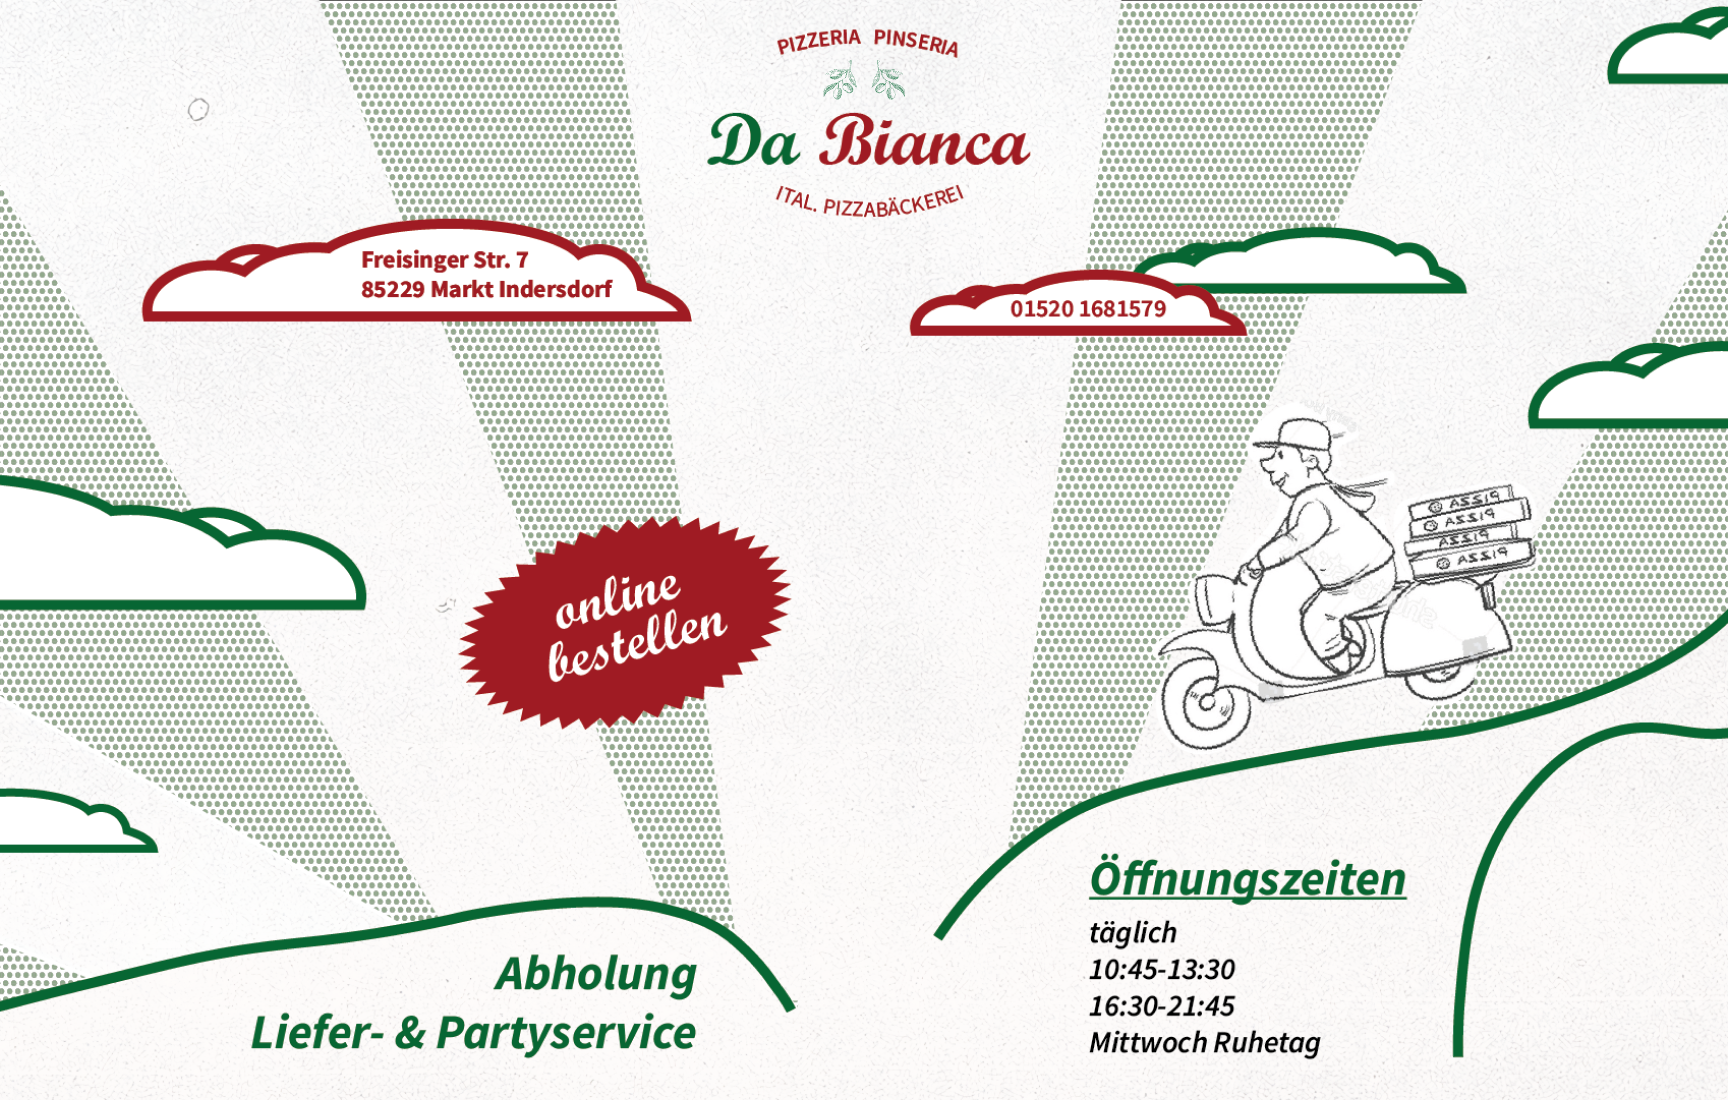 PIZZERIA PINSERIA
Da Bianca
ITAL. PIZZABÄCKEREI
Freisinger Str. 7
85229 Markt Indersdorf
01520 1681579
PIZZA
PIZZA
PIZZA
PIZZA
online
bestellen
Öffnungszeiten
täglich
10:45-13:30
16:30-21:45
Mittwoch Ruhetag
Abholung
Liefer- & Partyservice